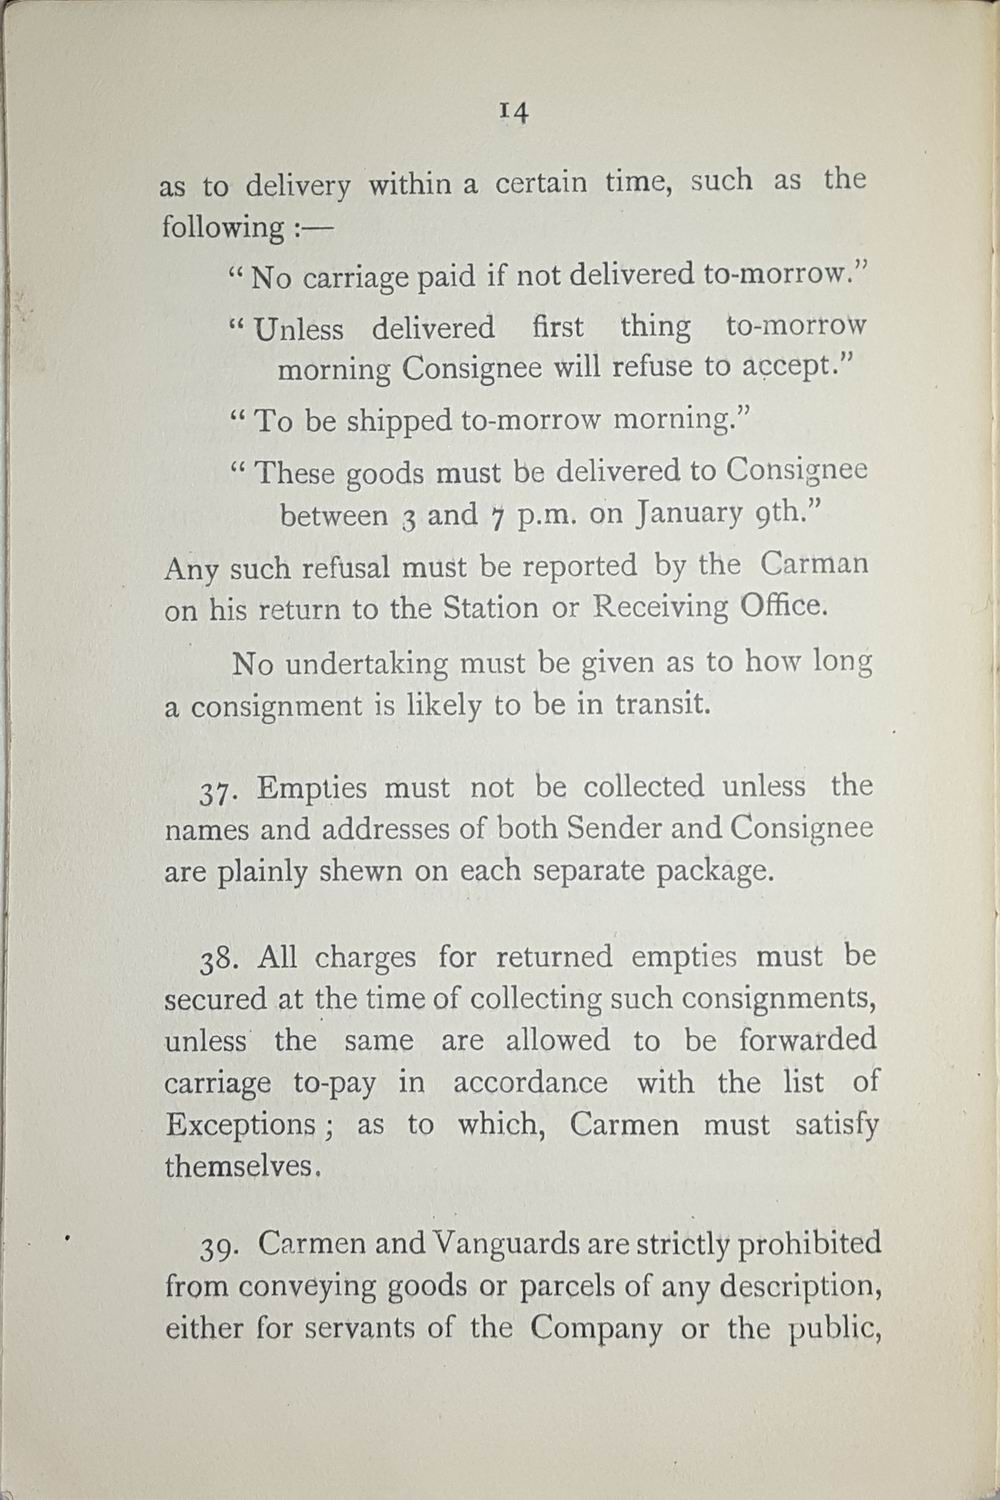 14
as to delivery within a certain time, such as the
following :—
“ No carriage paid if not delivered to-morrow.”
“ Unless delivered first thing to-morrow
morning Consignee will refuse to accept.”
“ To be shipped to-morrow morning.”
“ These goods must be delivered to Consignee
between 3 and 7 p.m. on January 9th.”
Any such refusal must be reported by the Carman
on his return to the Station or Receiving Office.
No undertaking must be given as to how long
a consignment is likely to be in transit.
37. Empties must not be collected unless the
names and addresses of both Sender and Consignee
are plainly shewn on each separate package.
38. All charges for returned empties must be
secured at the time of collecting such consignments,
unless the same are allowed to be forwarded
carriage to-pay in accordance with the list of
Exceptions ; as to which, Carmen must satisfy
themselves.
39. Carmen and Vanguards are strictly prohibited
from conveying goods or parcels of any description,
either for servants of the Company or the public,